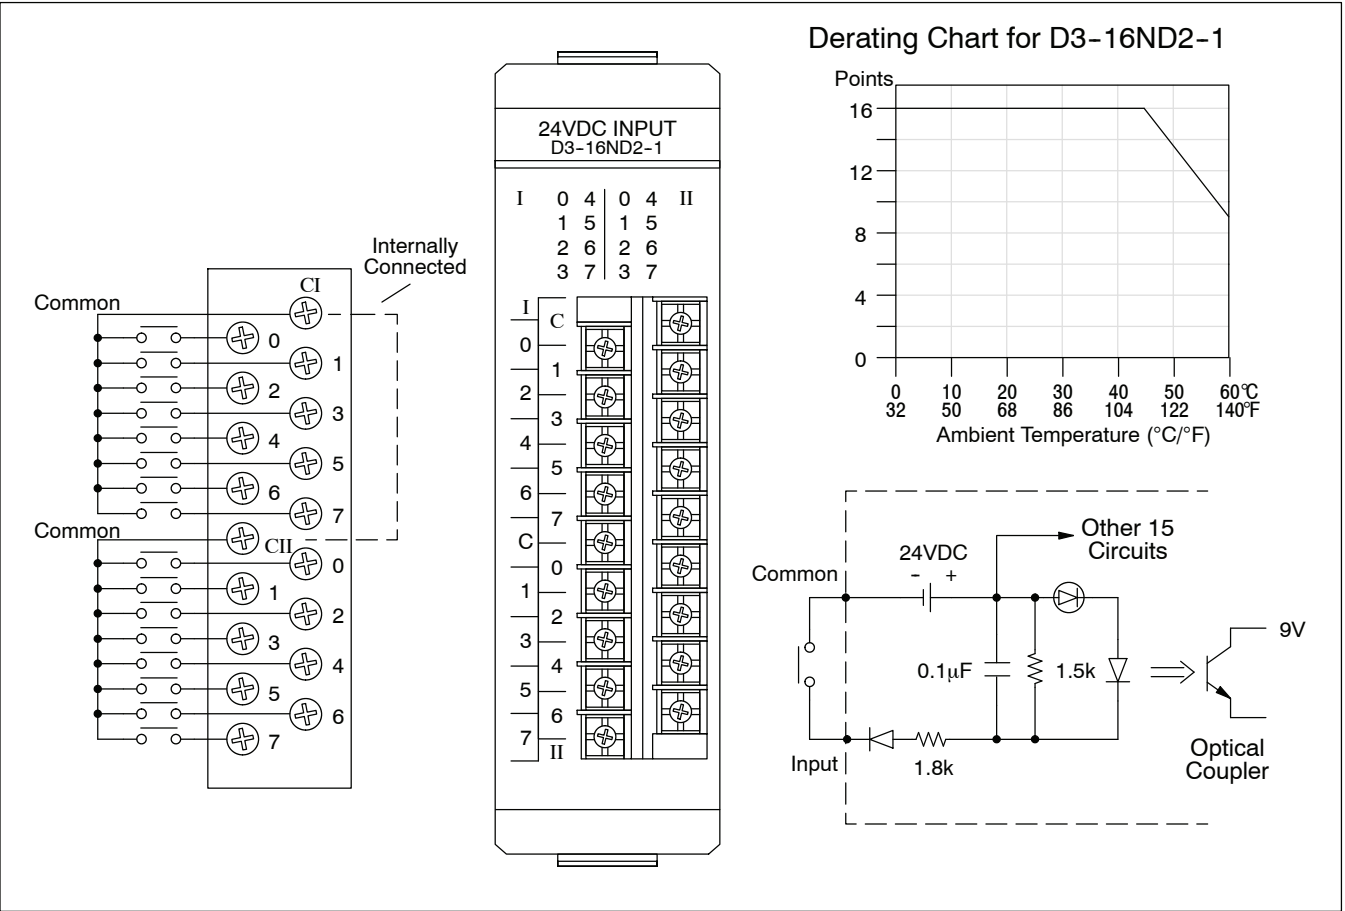 Internally
Connected
CI
Common
0
1
2
3
4
5
6
7
Common
CII
0
1
2
3
4
5
6
7
24VDC INPUT
D3--16ND2--1
I 0 4 0 4 II
1 5 1 5
2 6 2 6
3 7 3 7
I
C
0
1
2
3
4
5
6
7
C
0
1
2
3
4
5
6
7
II
Derating Chart for D3--16ND2--1
Points
16
12
8
4
0
0 10 20 30 40 50 60°C
32 50 68 86 104 122 140°F
Ambient Temperature (°C/°F)
Other 15
Circuits
24VDC
- +
Common
9V
0.1µF
1.5k
Input
1.8k
Optical
Coupler